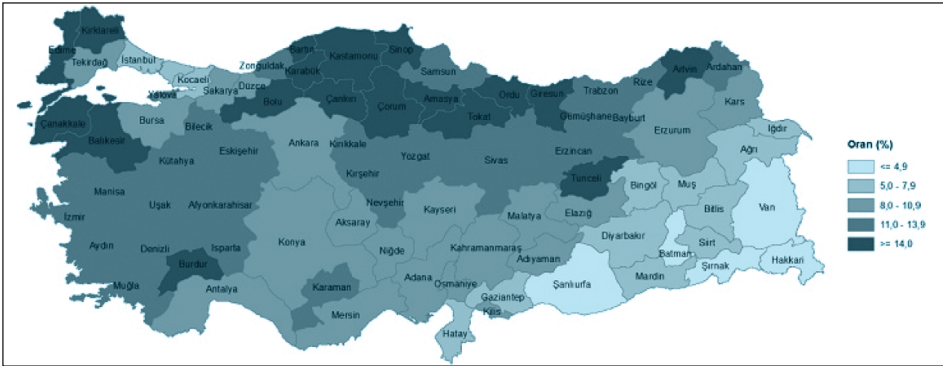 Kırklareli
Edirne
Tekirdağ
İstanbul
Kocaeli
Yalova
Sakarya
Düzce
Zonguldak
Bartın
Karabük
Kastamonu
Sinop
Samsun
Bolu
Çankırı
Çorum
Amasya
Tokat
Ordu
Giresun
Trabzon
Rize
Artvin
Ardahan
Kars
Gümüşhane
Bayburt
Erzurum
Iğdır
Ağrı
Çanakkale
Balıkesir
Bursa
Bilecik
Eskişehir
Kütahya
Ankara
Kırıkkale
Kırşehir
Yozgat
Sivas
Erzincan
Tunceli
Bingöl
Muş
Bitlis
Van
Manisa
Uşak
Afyonkarahisar
İzmir
Aydın
Denizli
Isparta
Burdur
Muğla
Antalya
Konya
Aksaray
Nevşehir
Kayseri
Niğde
Malatya
Elazığ
Diyarbakır
Batman
Siirt
Şırnak
Hakkari
Mardin
Kahramanmaraş
Adıyaman
Şanlıurfa
Karaman
Mersin
Adana
Osmaniye
Gaziantep
Kilis
Hatay
Oran (%)
<= 4,9
5,0 - 7,9
8,0 - 10,9
11,0 - 13,9
>= 14,0